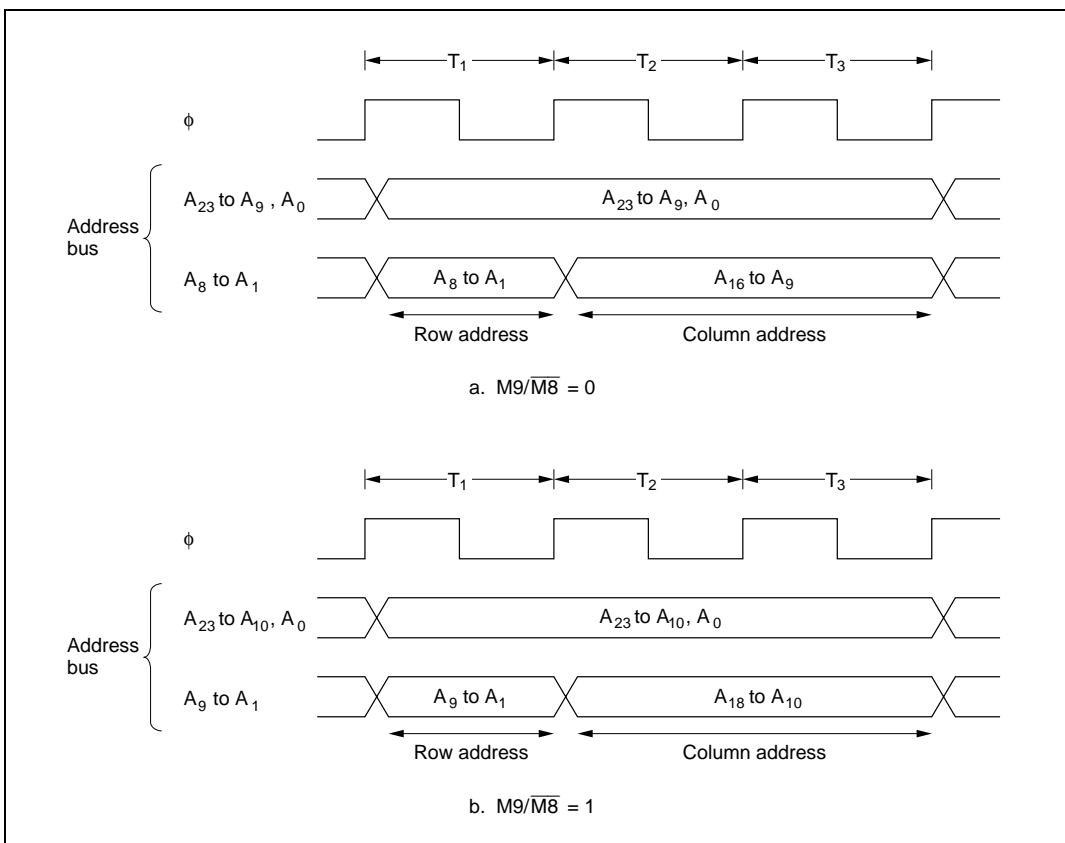 T₁ T₂ T₃
ϕ
Address bus
A₂₃ to A₉ , A₀
A₂₃ to A₉, A₀
A₈ to A₁
A₈ to A₁
A₁₆ to A₉
Row address
Column address
a. M9/M̅8̅ = 0
T₁ T₂ T₃
ϕ
Address bus
A₂₃ to A₁₀, A₀
A₂₃ to A₁₀, A₀
A₉ to A₁
A₉ to A₁
A₁₈ to A₁₀
Row address
Column address
b. M9/M̅8̅ = 1